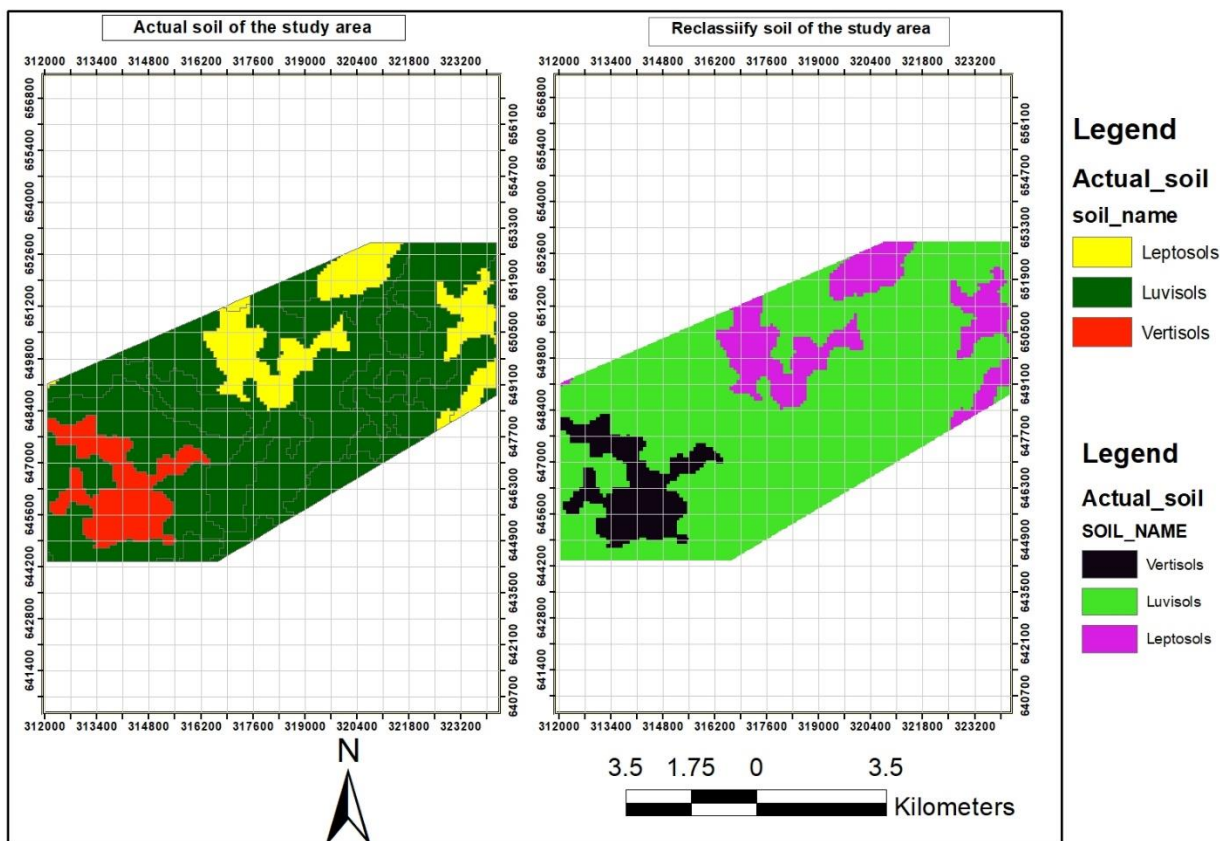 Actual soil of the study area
312000 313400 314800 316200 317600 319000 320400 321800 323200
656800
655400
654000
652600
651200
649800
648400
647000
645600
644200
642800
641400
656100
654700
653300
651900
650500
649100
647700
646300
644900
643500
642100
640700
312000 313400 314800 316200 317600 319000 320400 321800 323200
Reclassiify soil of the study area
312000 313400 314800 316200 317600 319000 320400 321800 323200
656800
655400
654000
652600
651200
649800
648400
647000
645600
644200
642800
641400
656100
654700
653300
651900
650500
649100
647700
646300
644900
643500
642100
640700
312000 313400 314800 316200 317600 319000 320400 321800 323200
N
3.5 1.75 0 3.5
Kilometers
Legend
Actual_soil
soil_name
Leptosols
Luvisols
Vertisols
Legend
Actual_soil
SOIL_NAME
Vertisols
Luvisols
Leptosols